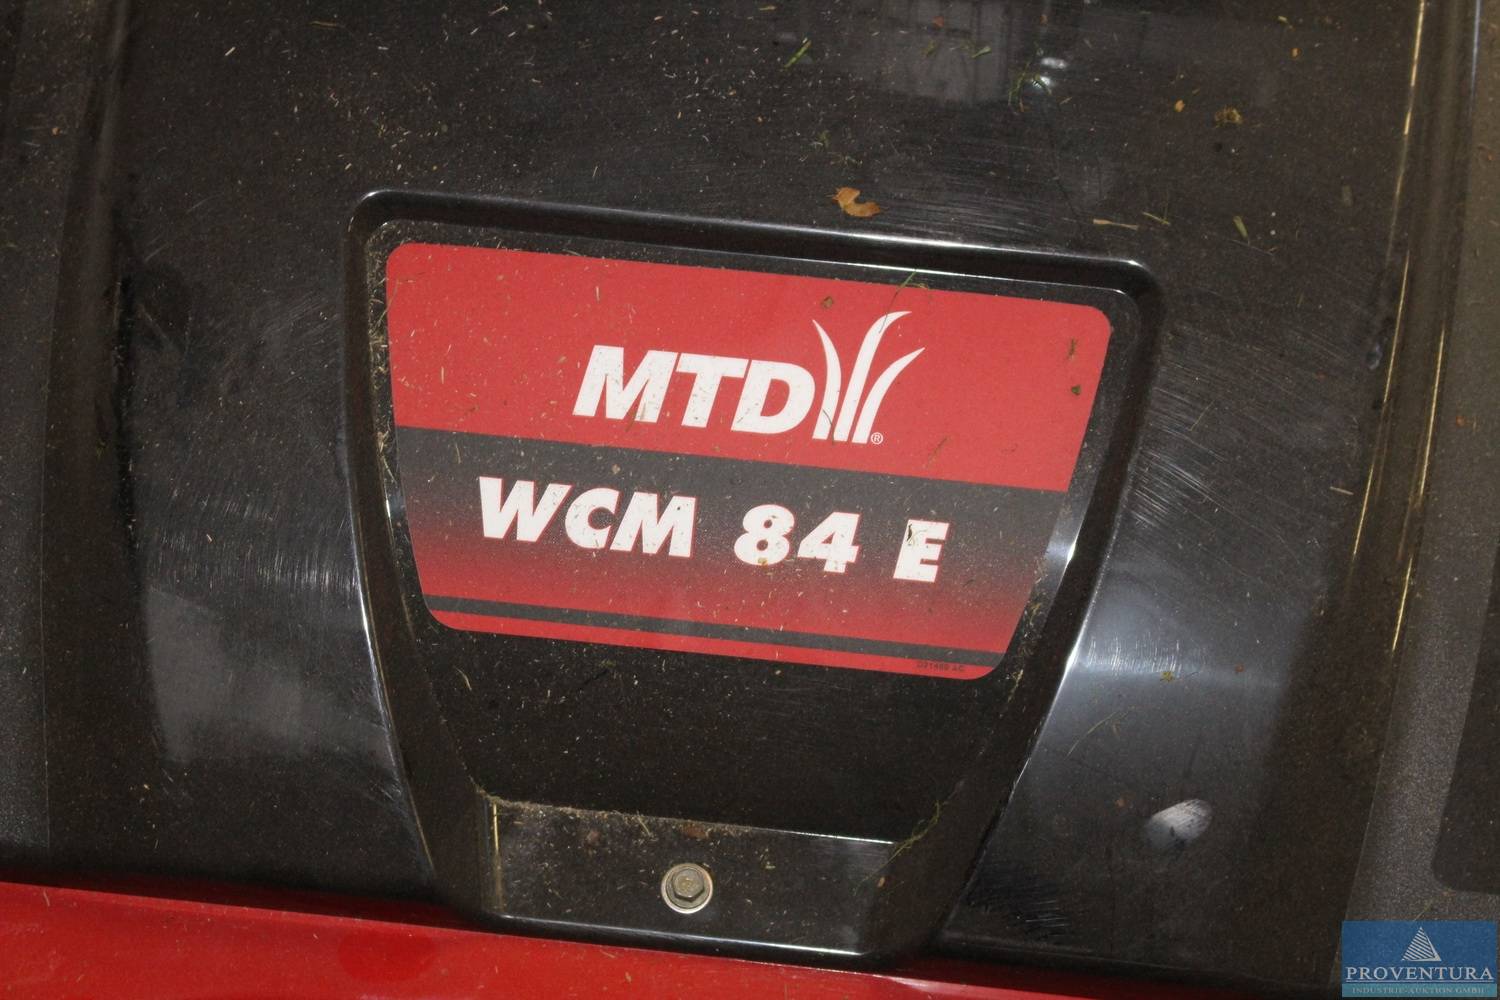 MTD®
WCM 84 E
PROVENTURA
INDUSTRIE-AUKTION GMBH